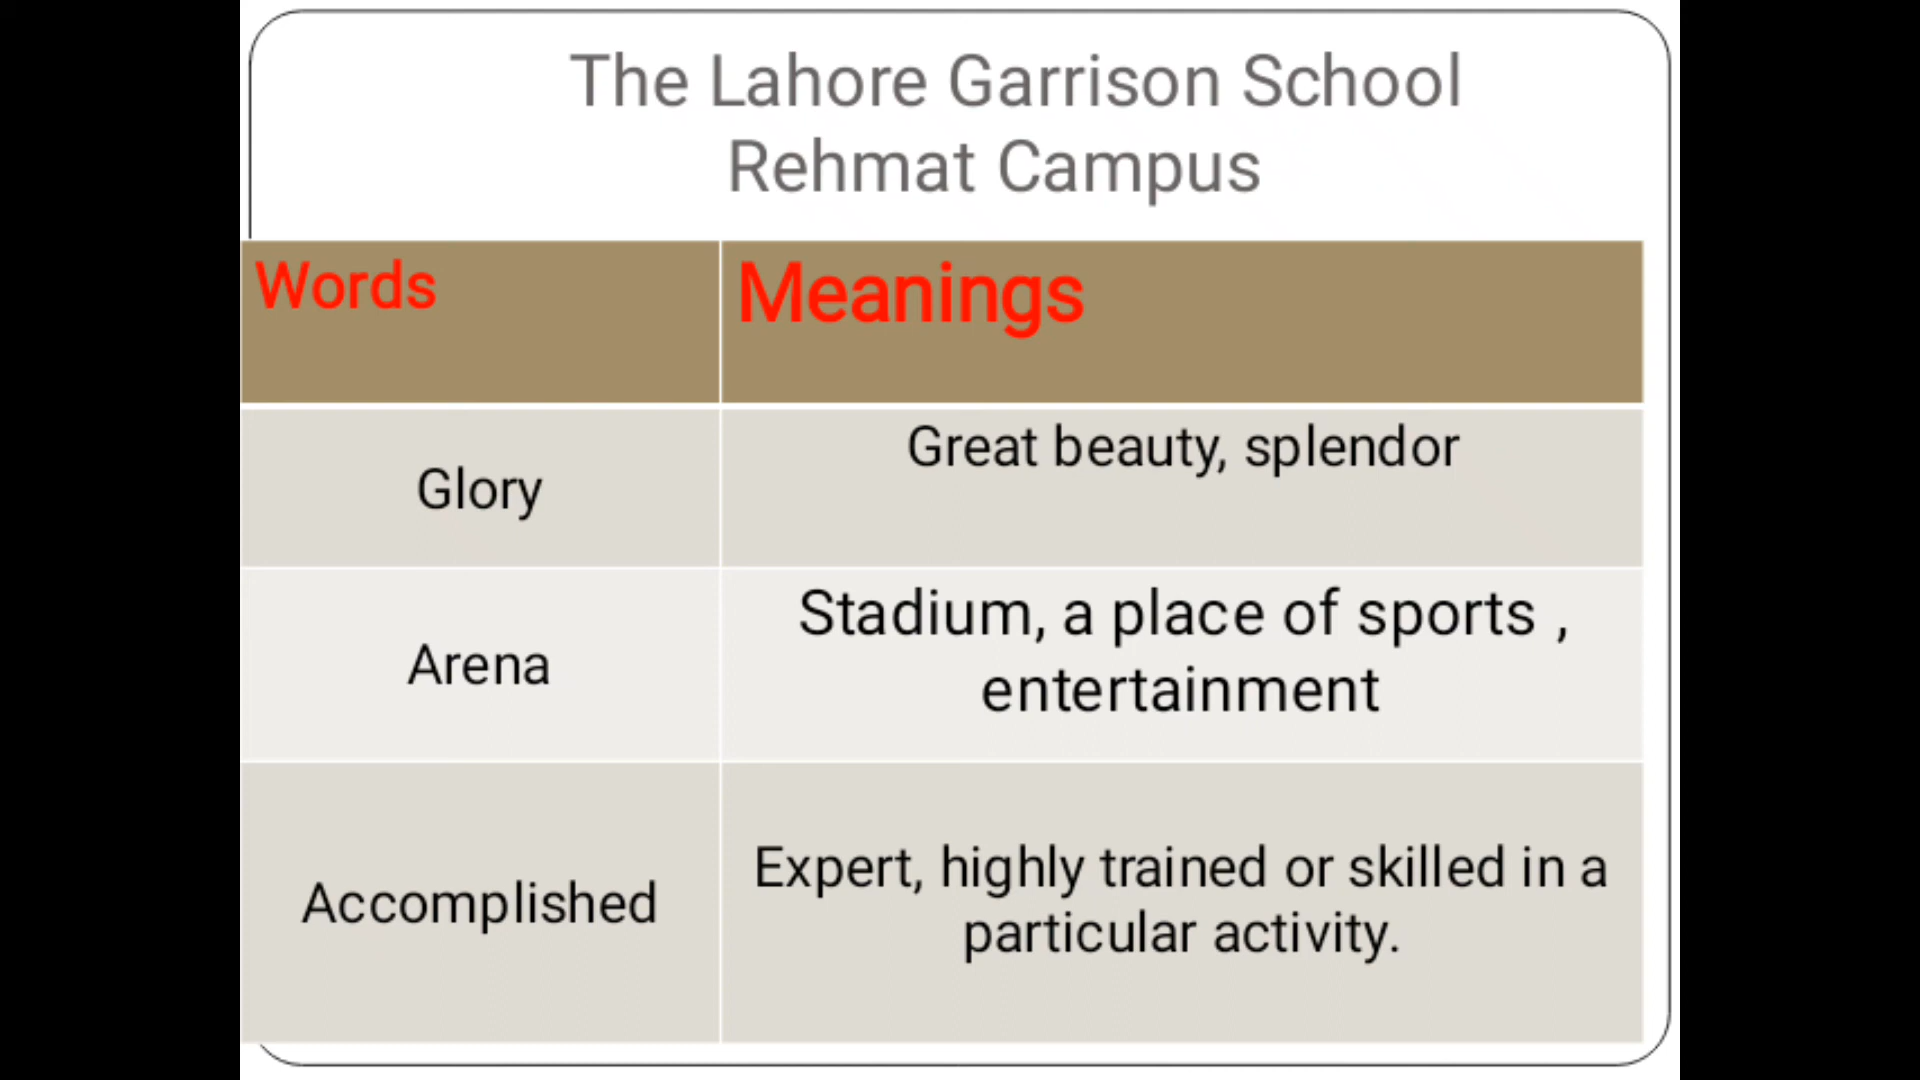 The Lahore Garrison School
Rehmat Campus
Words
Meanings
Glory
Great beauty, splendor
Arena
Stadium, a place of sports ,
entertainment
Accomplished
Expert, highly trained or skilled in a
particular activity.